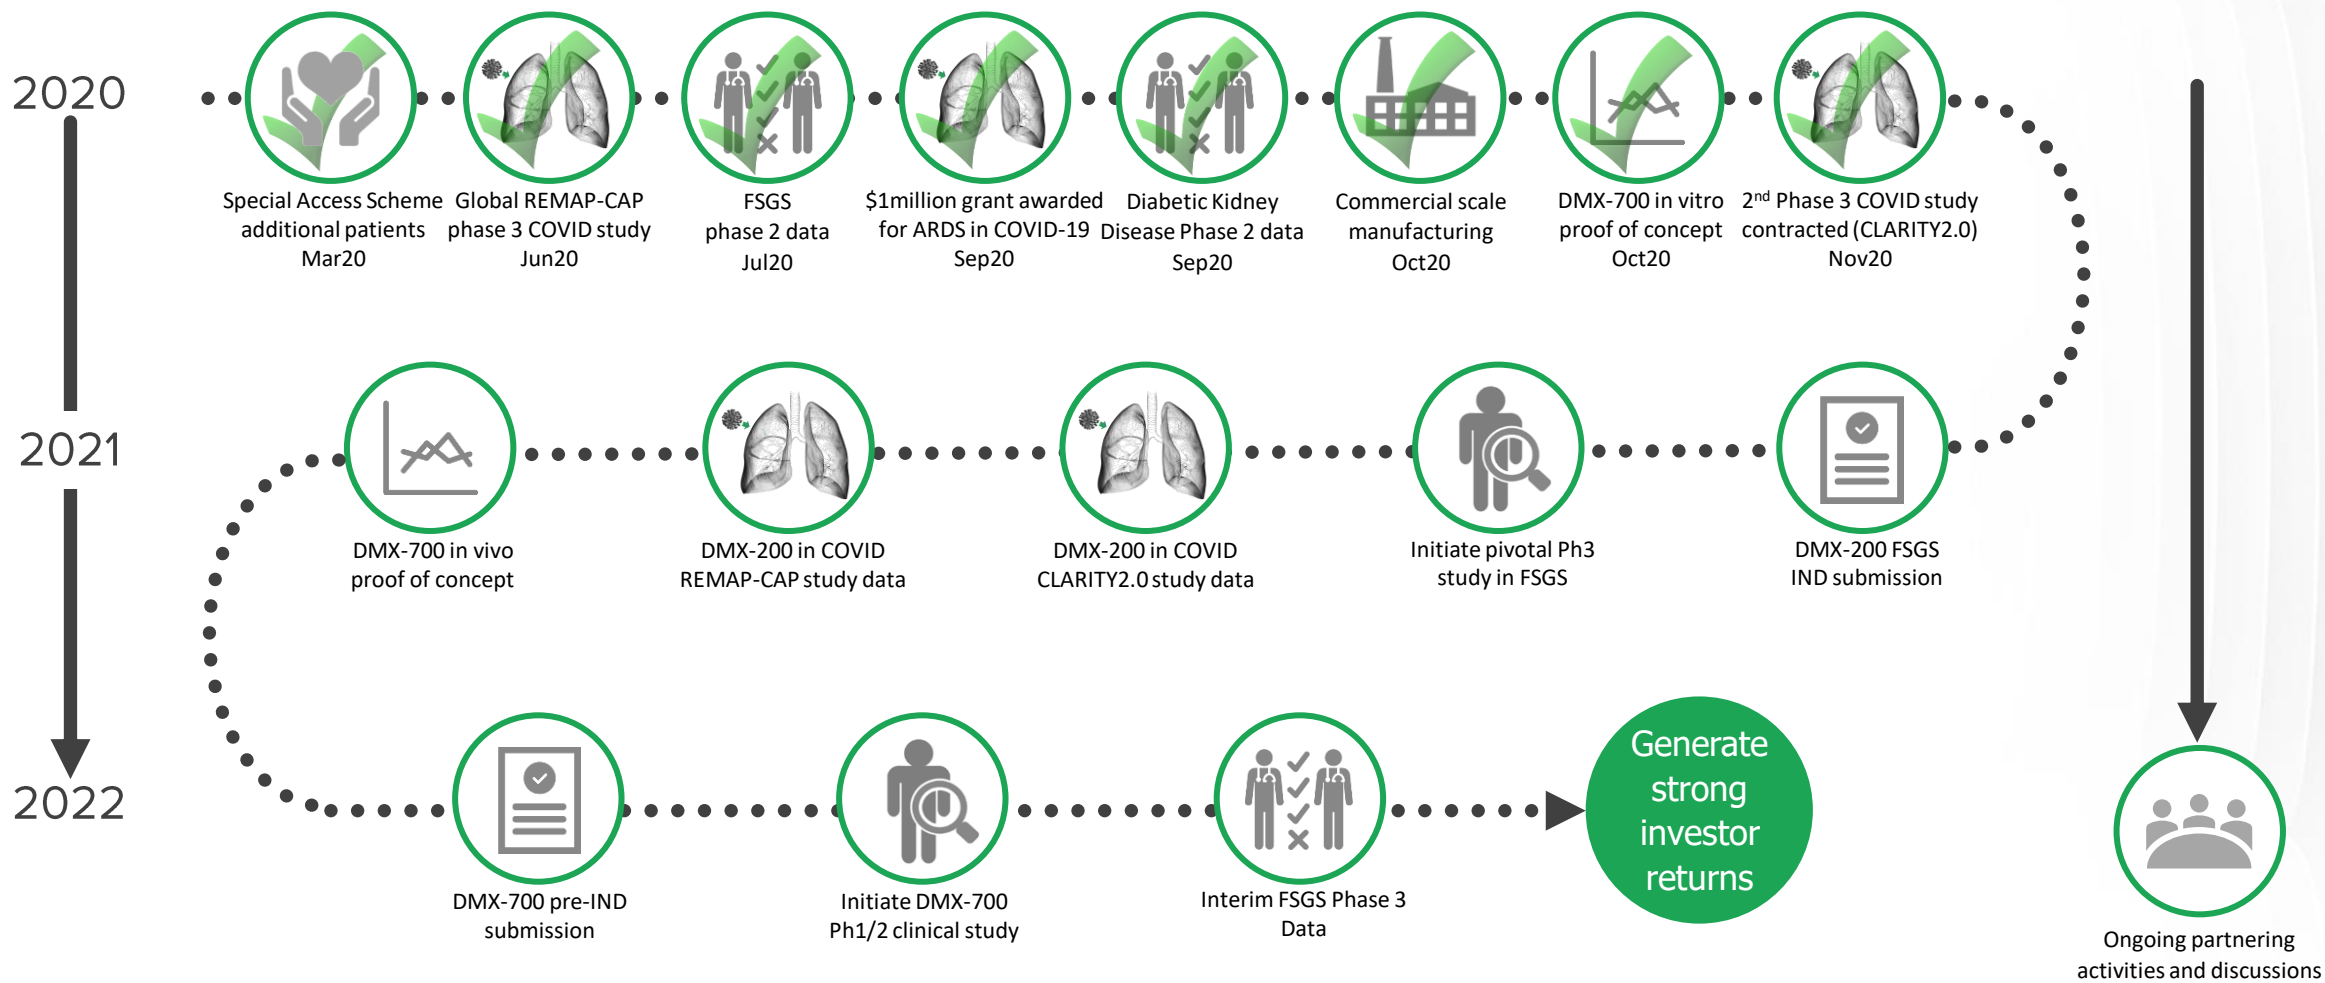 2020
Special Access Scheme
additional patients
Mar20
Global REMAP-CAP
phase 3 COVID study
Jun20
FSGS
phase 2 data
Jul20
$1million grant awarded
for ARDS in COVID-19
Sep20
Diabetic Kidney
Disease Phase 2 data
Sep20
Commercial scale
manufacturing
Oct20
DMX-700 in vitro
proof of concept
Oct20
2nd Phase 3 COVID study
contracted (CLARITY2.0)
Nov20
2021
DMX-700 in vivo
proof of concept
DMX-200 in COVID
REMAP-CAP study data
DMX-200 in COVID
CLARITY2.0 study data
Initiate pivotal Ph3
study in FSGS
DMX-200 FSGS
IND submission
2022
DMX-700 pre-IND
submission
Initiate DMX-700
Ph1/2 clinical study
Interim FSGS Phase 3
Data
Generate
strong
investor
returns
Ongoing partnering
activities and discussions